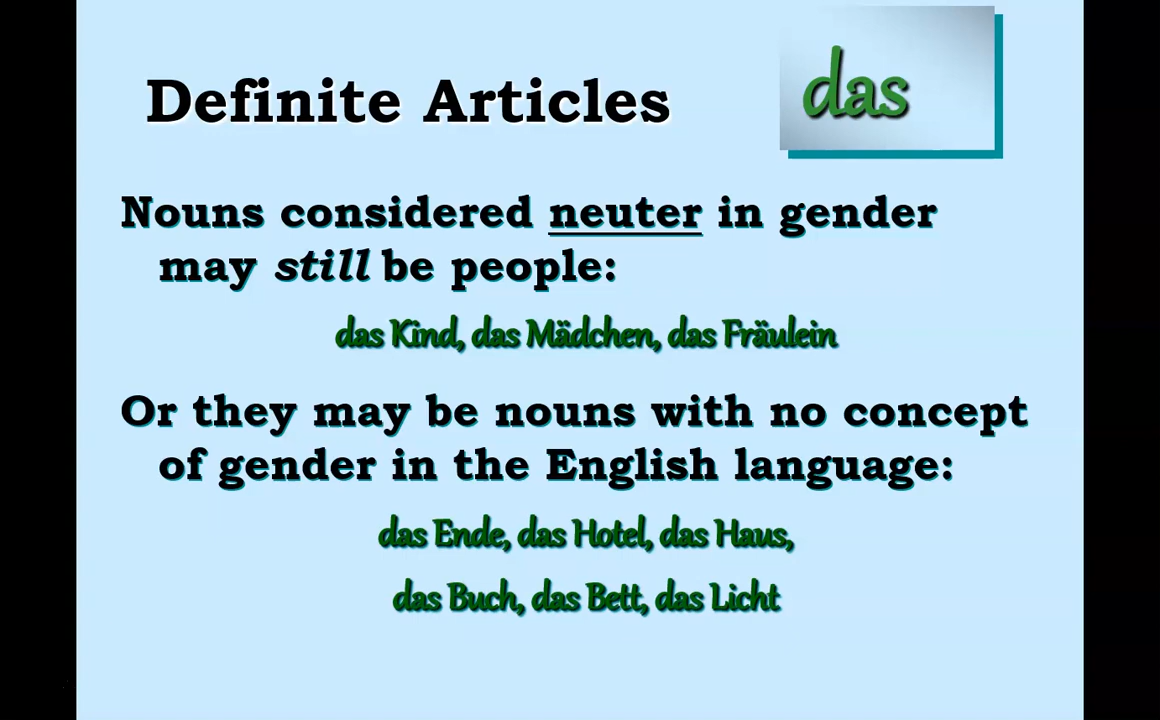 Definite Articles
das
Nouns considered neuter in gender
may still be people:
das Kind, das Mädchen, das Fräulein
Or they may be nouns with no concept
of gender in the English language:
das Ende, das Hotel, das Haus,
das Buch, das Bett, das Licht